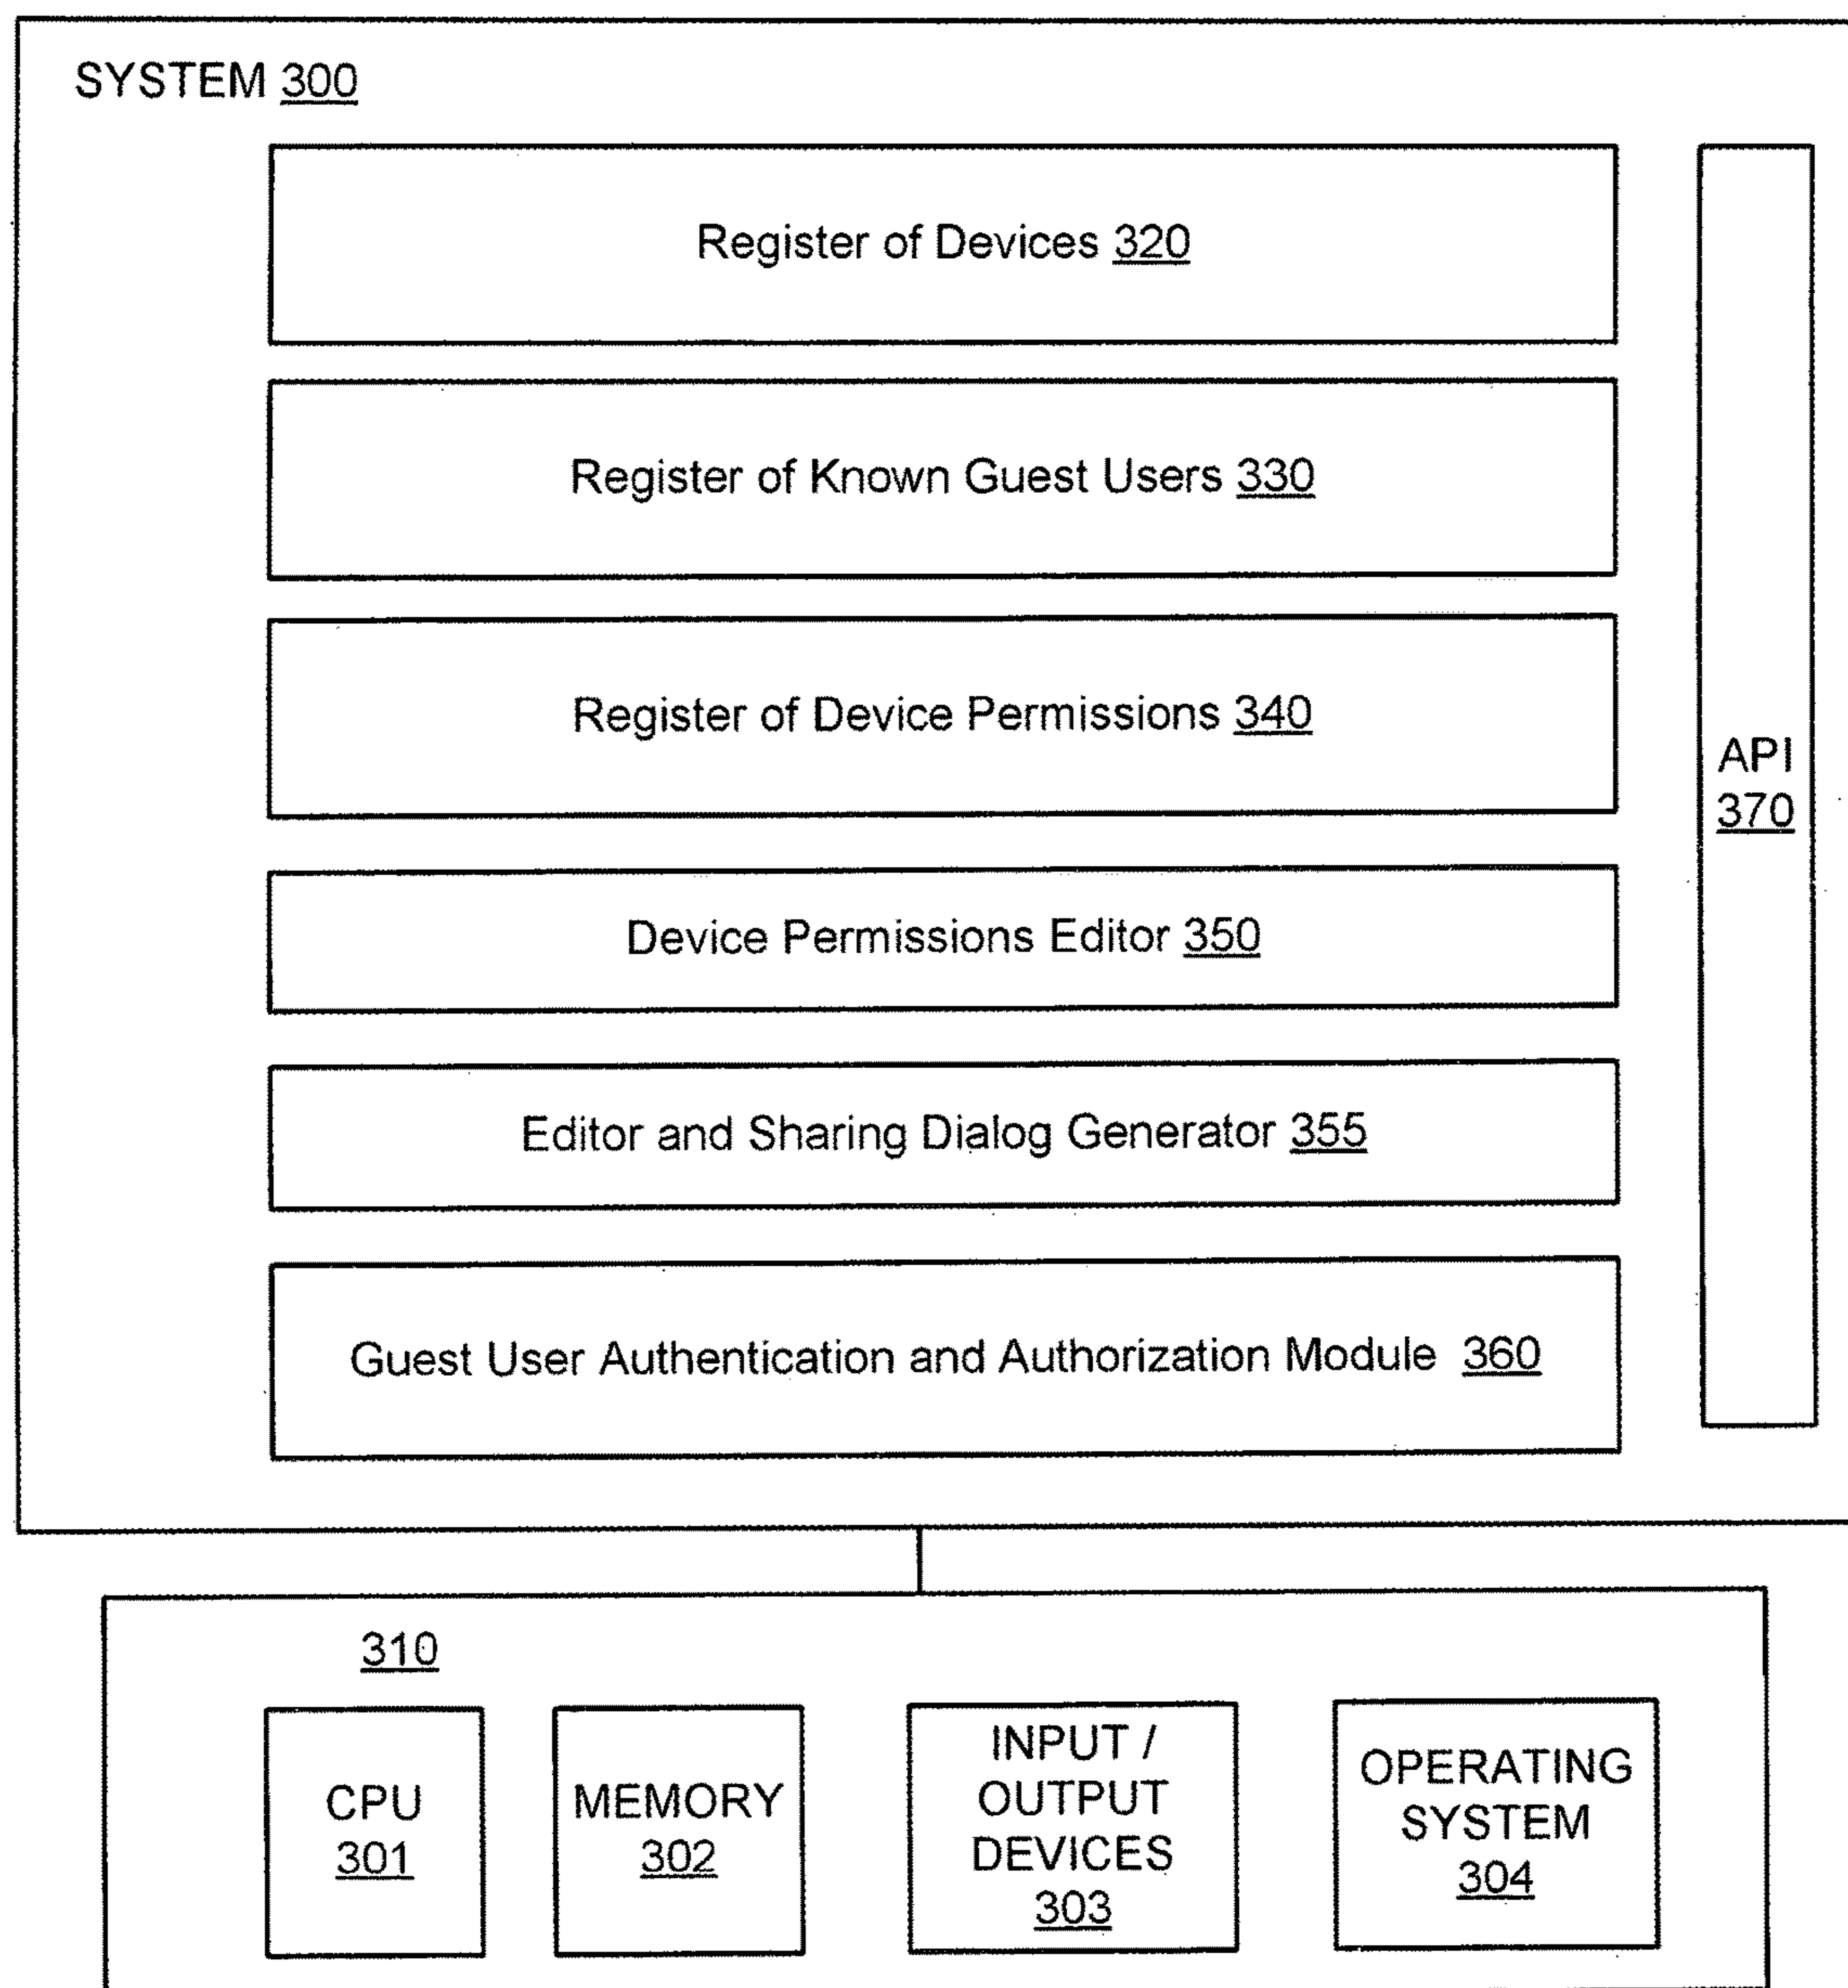 SYSTEM 300
Register of Devices 320
Register of Known Guest Users 330
Register of Device Permissions 340
API
370
Device Permissions Editor 350
Editor and Sharing Dialog Generator 355
Guest User Authentication and Authorization Module 360
310
CPU
301
MEMORY
302
INPUT /
OUTPUT
DEVICES
303
OPERATING
SYSTEM
304